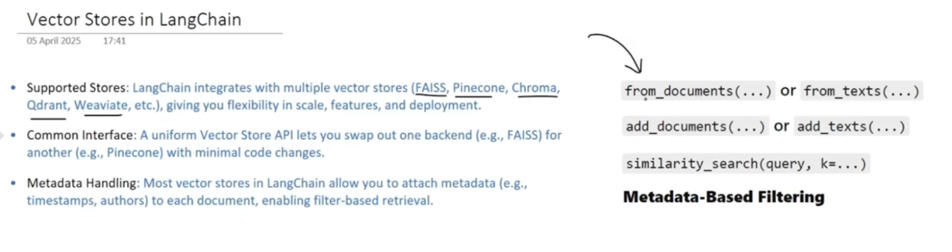 Vector Stores in LangChain
05 April 2025 17:41
• Supported Stores: LangChain integrates with multiple vector stores (FAISS, Pinecone, Chroma,
Qdrant, Weaviate, etc.), giving you flexibility in scale, features, and deployment.
• Common Interface: A uniform Vector Store API lets you swap out one backend (e.g., FAISS) for
another (e.g., Pinecone) with minimal code changes.
• Metadata Handling: Most vector stores in LangChain allow you to attach metadata (e.g.,
timestamps, authors) to each document, enabling filter-based retrieval.
from_documents(...) or from_texts(...)
add_documents(...) or add_texts(...)
similarity_search(query, k=...)
Metadata-Based Filtering